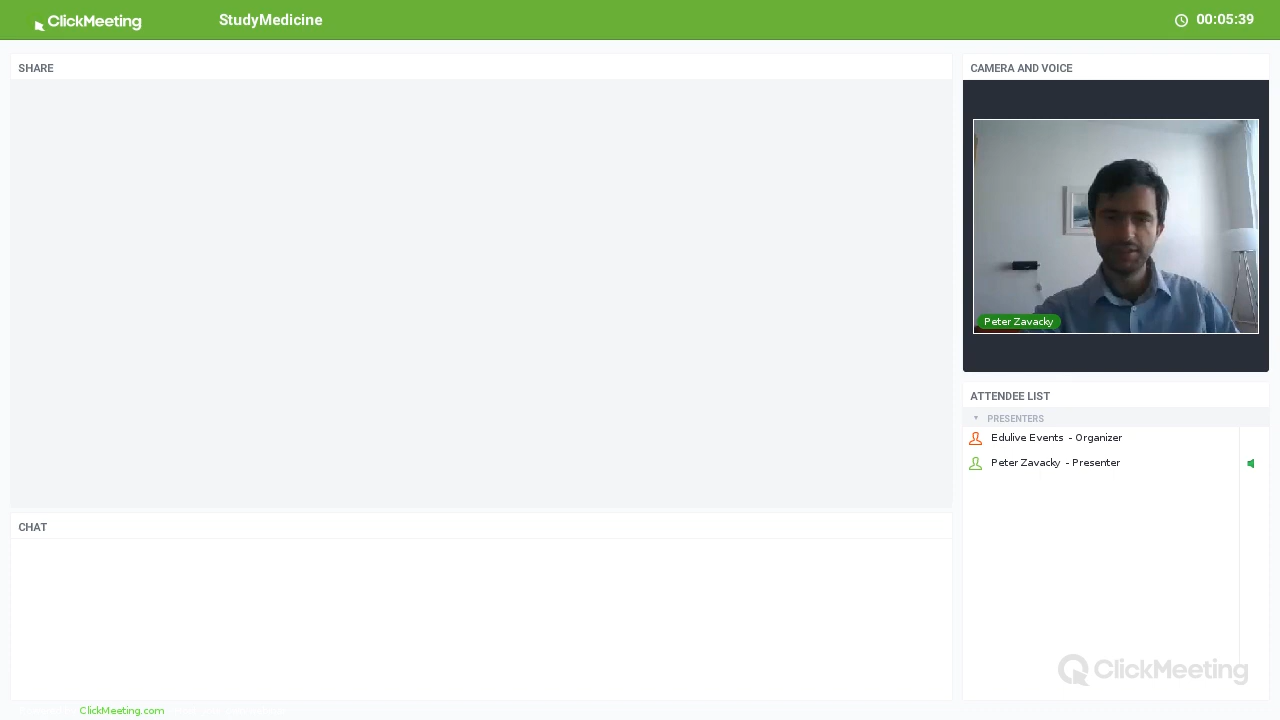 ClickMeeting
StudyMedicine
00:05:39
SHARE
CAMERA AND VOICE
Peter Zavacky
ATTENDEE LIST
PRESENTERS
Edulive Events - Organizer
Peter Zavacky - Presenter
CHAT
ClickMeeting
ClickMeeting.com